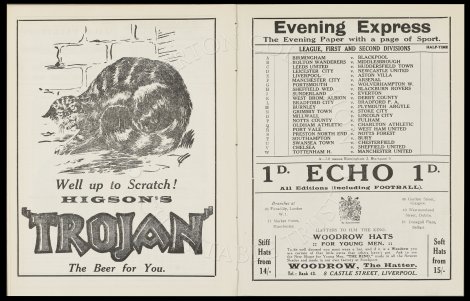 Well up to Scratch!
HIGSON'S
"TROJAN"
The Beer for You.
Evening Express
The Evening Paper with a page of Sport.
LEAGUE, FIRST AND SECOND DIVISIONS
HALF-TIME
A BIRMINGHAM v. BLACKPOOL
B BOLTON WANDERERS v. MIDDLESBROUGH
C LEEDS UNITED v. HUDDERSFIELD TOWN
D LEICESTER CITY v. NEWCASTLE UNITED
E LIVERPOOL v. ASTON VILLA
F MANCHESTER CITY v. ARSENAL
G PORTSMOUTH v. WOLVERHAMPTON W.
H SHEFFIELD WED. v. BLACKBURN ROVERS
J SUNDERLAND v. EVERTON
K WEST BROM. ALBION v. DERBY COUNTY
L BRADFORD CITY v. BRADFORD P. A.
M BURNLEY v. PLYMOUTH ARGYLE
N GRIMSBY TOWN v. STOKE CITY
O MILLWALL v. LINCOLN CITY
P NOTTS COUNTY v. FULHAM
R OLDHAM ATHLETIC v. CHARLTON ATHLETIC
S PORT VALE v. WEST HAM UNITED
T PRESTON NORTH END v. NOTTS FOREST
U SOUTHAMPTON v. BURY
V SWANSEA TOWN v. CHESTERFIELD
W CHELSEA v. SHEFFIELD UNITED
Y TOTTENHAM H. v. MANCHESTER UNITED
1D. ECHO 1D.
All Editions (including FOOTBALL).
Branches at
HATTERS TO H.M. THE KING.
WOODROW HATS
:: FOR YOUNG MEN. ::
Stiff
Hats
from
14/-
Soft
Hats
from
15/-
WOODROW, The Hatter.
9 CASTLE STREET, LIVERPOOL.